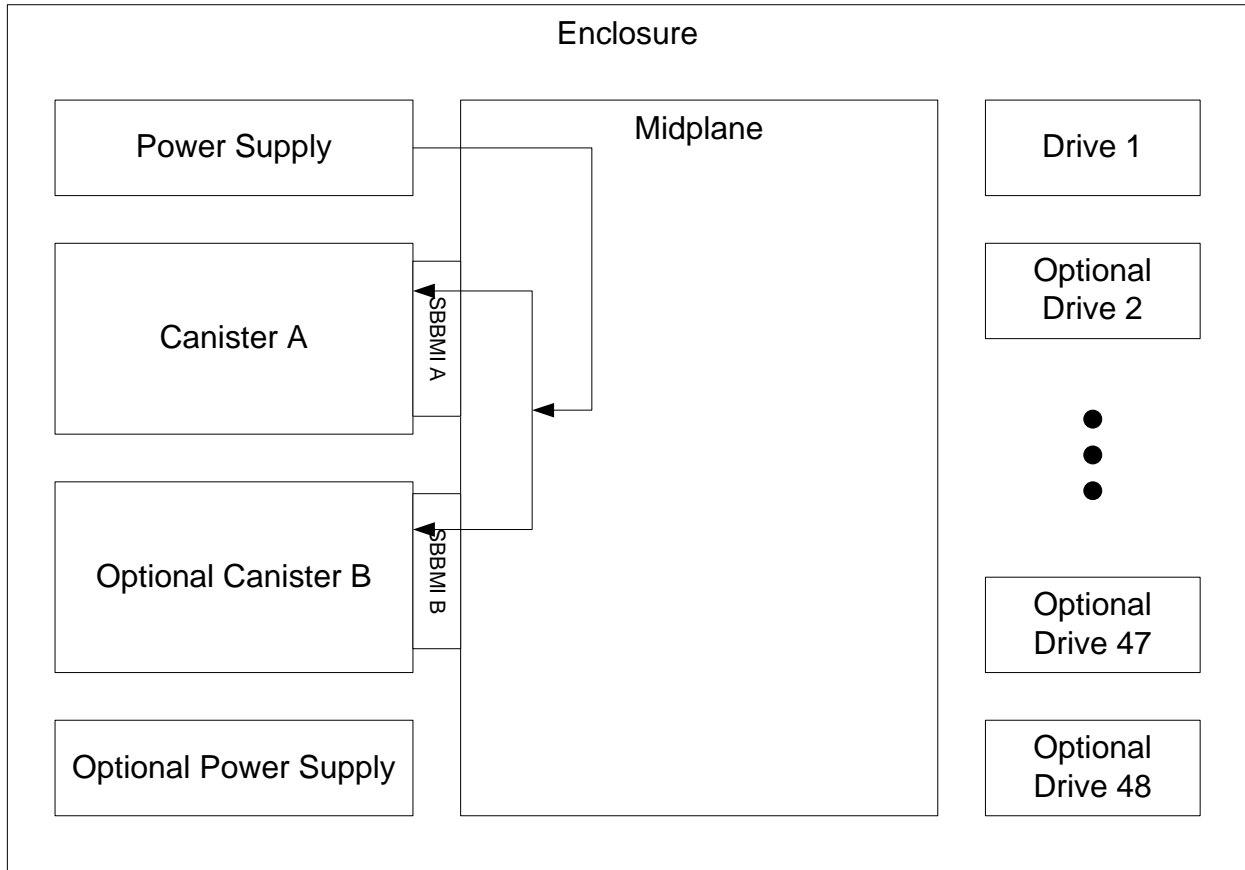 Enclosure
Power Supply
Midplane
Drive 1
Canister A
SBBMI A
Optional
Drive 2
Optional Canister B
SBBMI B
Optional
Drive 47
Optional Power Supply
Optional
Drive 48